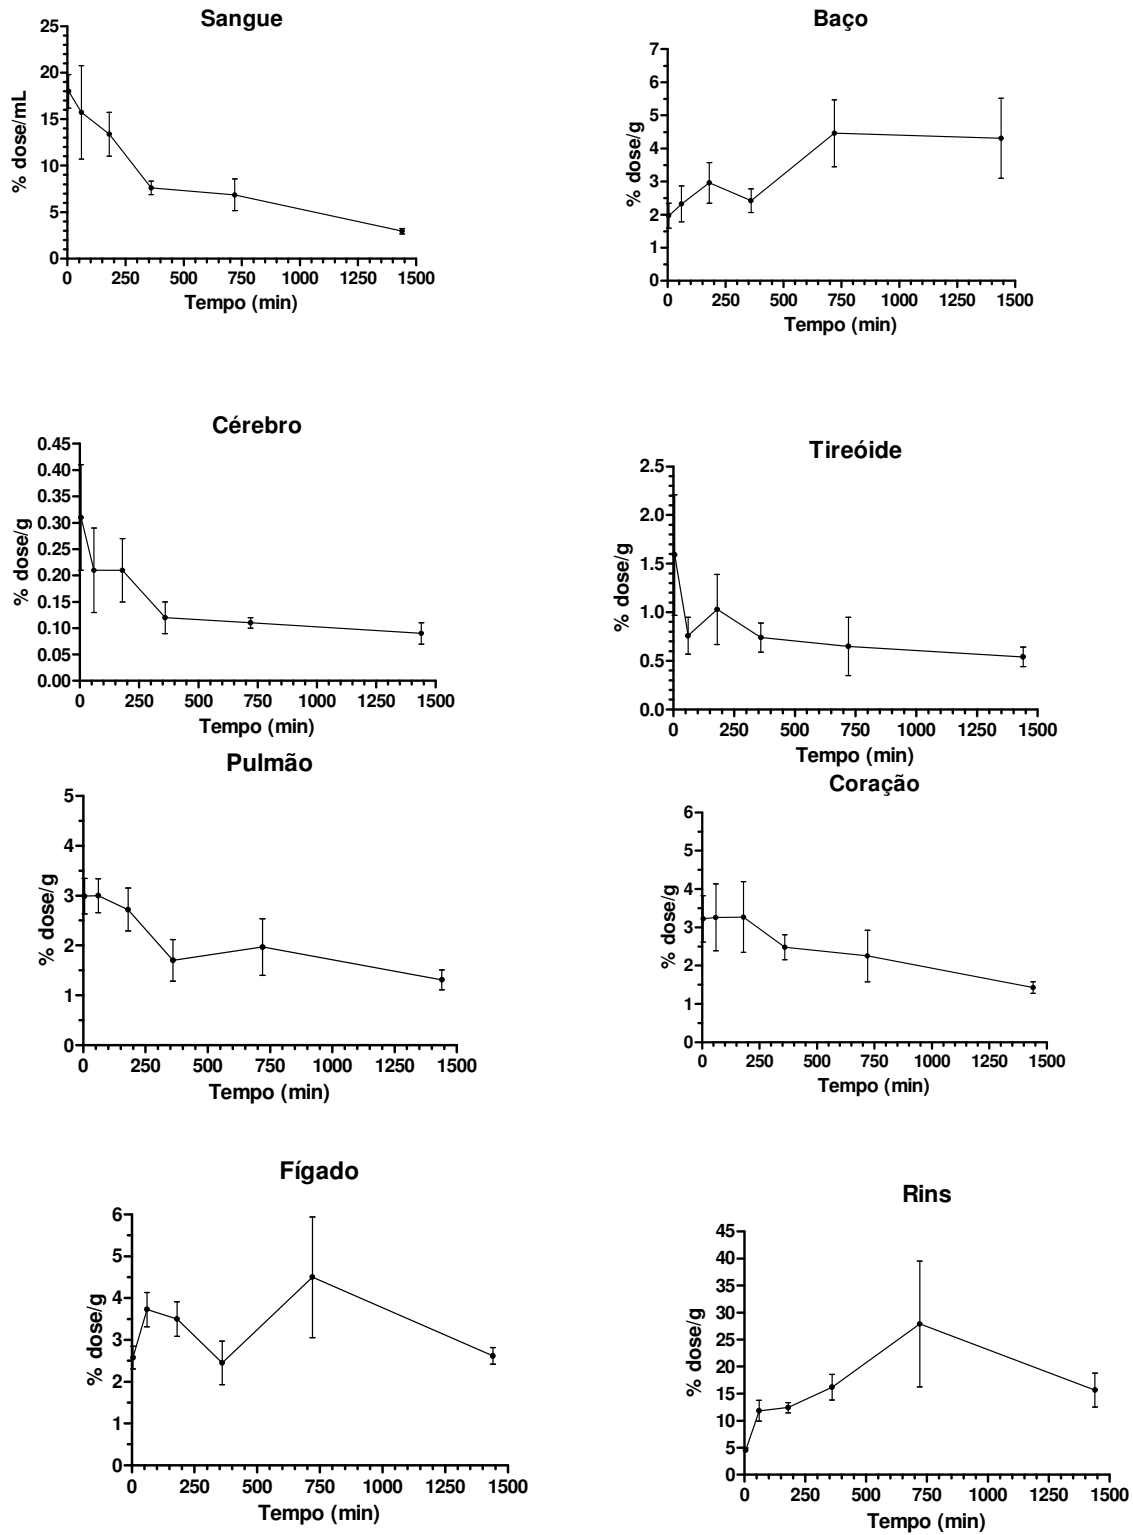 Sangue
25
20
15
10
5
0
% dose/mL
0 250 500 750 1000 1250 1500
Tempo (min)
Baço
7
6
5
4
3
2
1
0
% dose/g
0 250 500 750 1000 1250 1500
Tempo (min)
Cérebro
0.45
0.40
0.35
0.30
0.25
0.20
0.15
0.10
0.05
0.00
% dose/g
0 250 500 750 1000 1250 1500
Tempo (min)
Tireóide
2.5
2.0
1.5
1.0
0.5
0.0
% dose/g
0 250 500 750 1000 1250 1500
Tempo (min)
Pulmão
5
4
3
2
1
0
% dose/g
0 250 500 750 1000 1250 1500
Tempo (min)
Coração
6
5
4
3
2
1
0
% dose/g
0 250 500 750 1000 1250 1500
Tempo (min)
Fígado
6
5
4
3
2
1
0
% dose/g
0 250 500 750 1000 1250 1500
Tempo (min)
Rins
45
40
35
30
25
20
15
10
5
0
% dose/g
0 250 500 750 1000 1250 1500
Tempo (min)